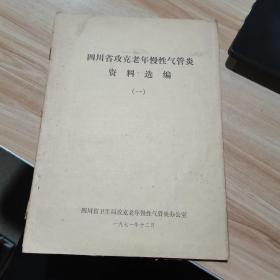 四川省攻克老年慢性气管炎
资料选编
（一）
四川省卫生局攻克老年慢性气管炎办公室
一九七一年十二月